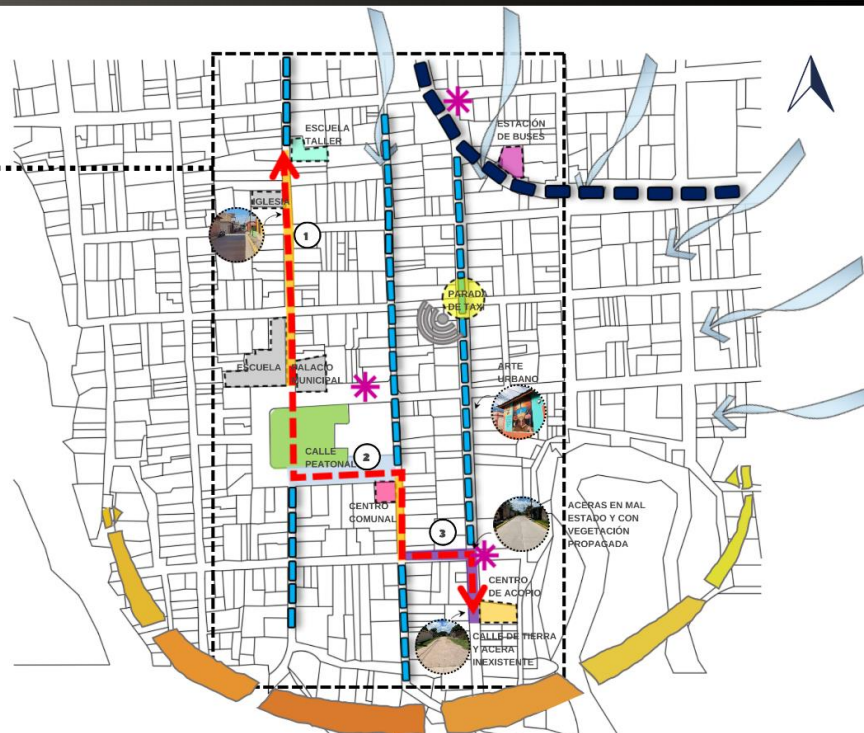 ESCUELA
TALLER
ESTACIÓN
DE BUSES
IGLESIA
1
PARADA
DE TAXI
ESCUELA
PALACIO
MUNICIPAL
ARTE
URBANO
CALLE
PEATONAL
2
CENTRO
COMUNAL
3
ACERAS EN MAL
ESTADO Y CON
VEGETACIÓN
PROPAGADA
CENTRO
DE ACOPIO
CALLE DE TIERRA
Y ACERA
INEXISTENTE